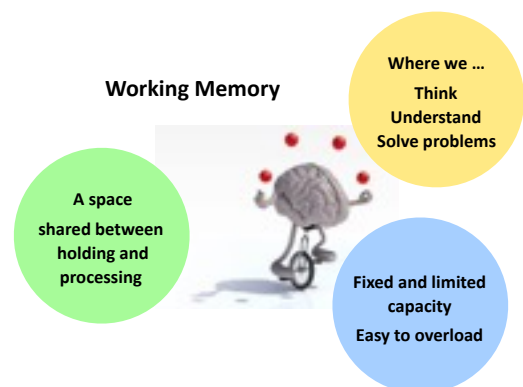 Working Memory
Where we …
Think
Understand
Solve problems
A space
shared between
holding and
processing
Fixed and limited
capacity
Easy to overload